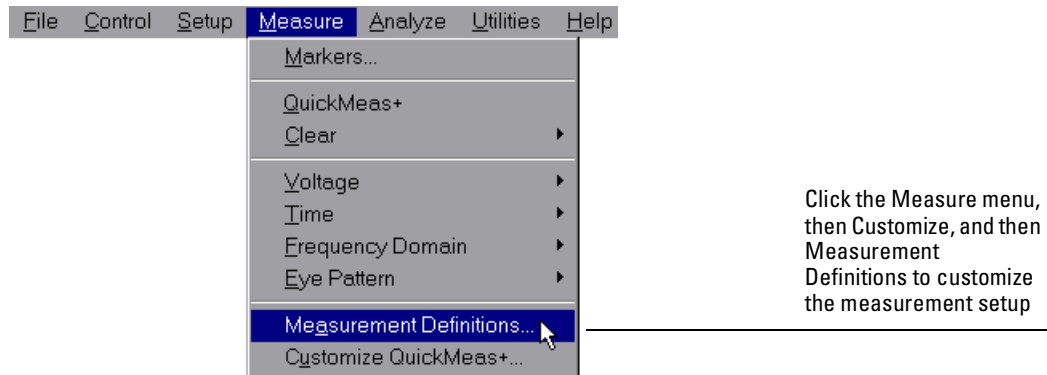 File Control Setup Measure Analyze Utilities Help
Markers...
QuickMeas+
Clear
Voltage
Time
Frequency Domain
Eye Pattern
Measurement Definitions...
Customize QuickMeas+...
Click the Measure menu,
then Customize, and then
Measurement
Definitions to customize
the measurement setup